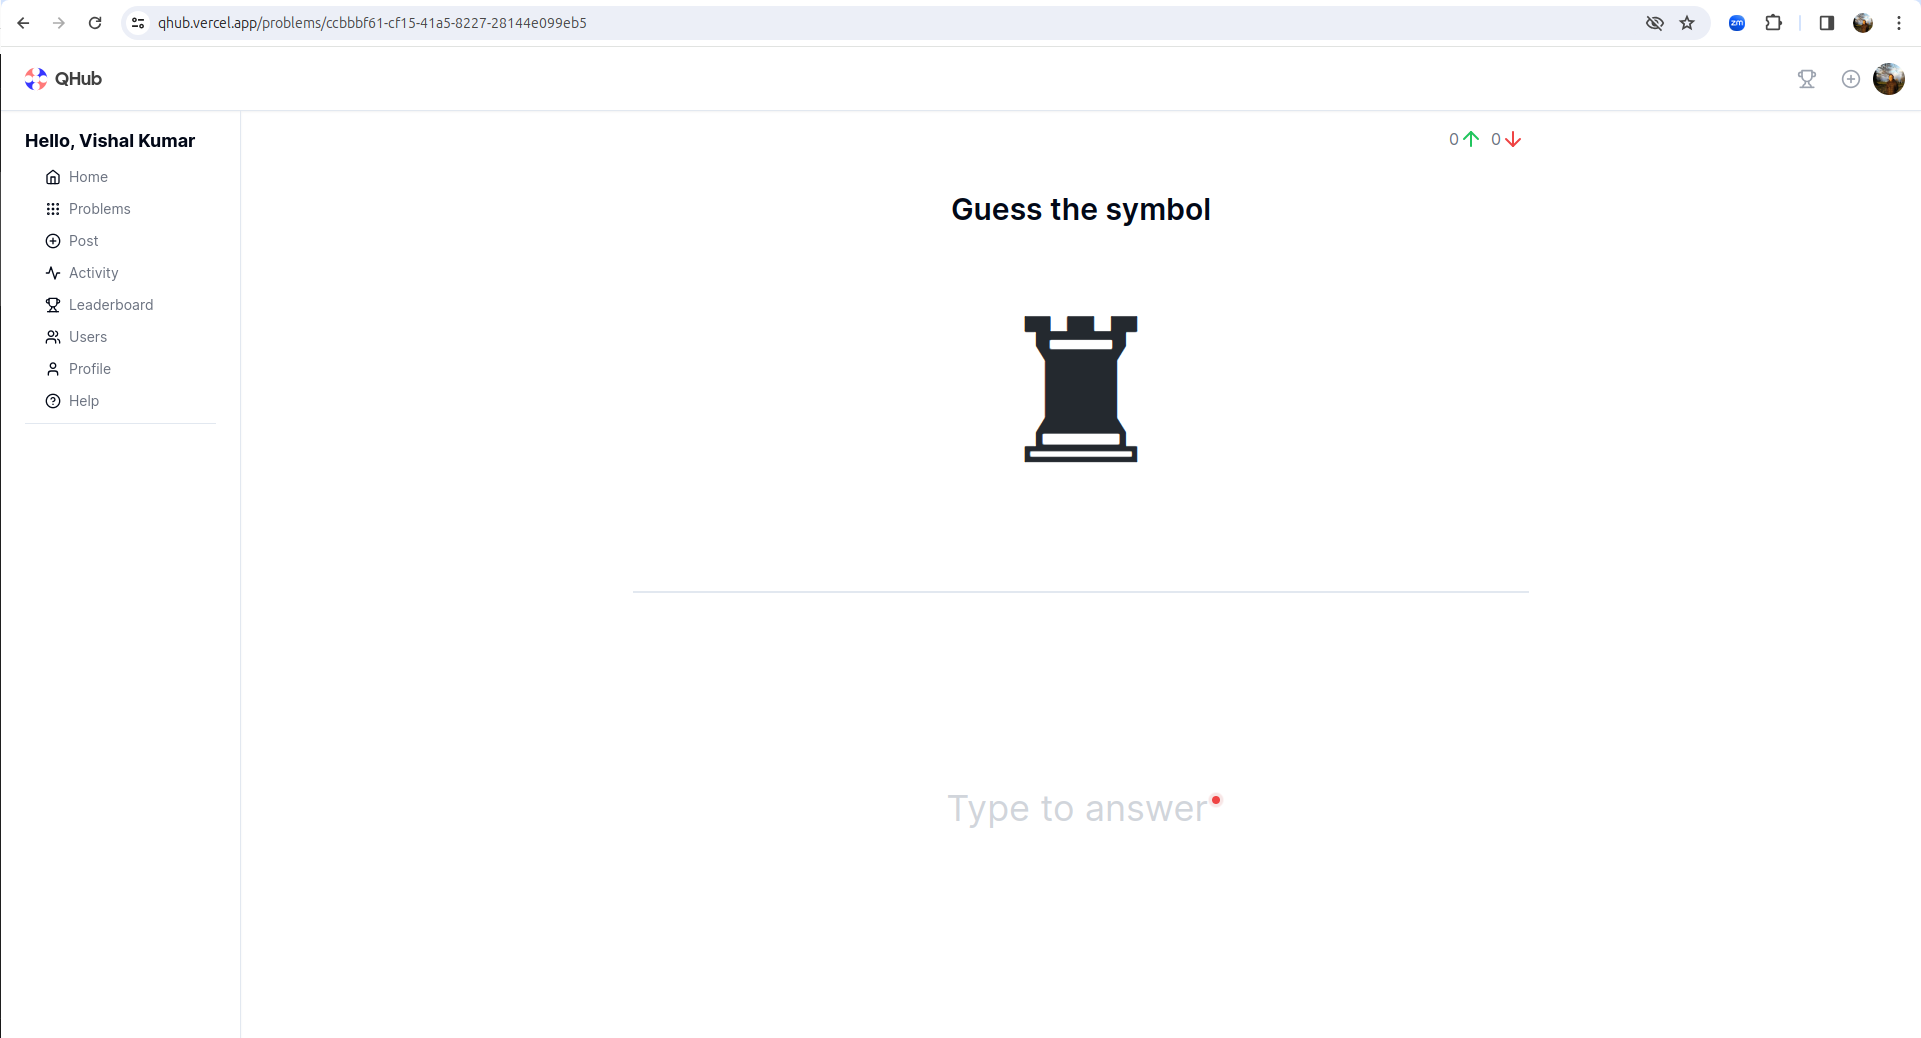 qhub.vercel.app/problems/ccbbbf61-cf15-41a5-8227-28144e099eb5
zm
QHub
Hello, Vishal Kumar
0 0
Home
Problems
Post
Activity
Leaderboard
Users
Profile
Help
Guess the symbol
Type to answer